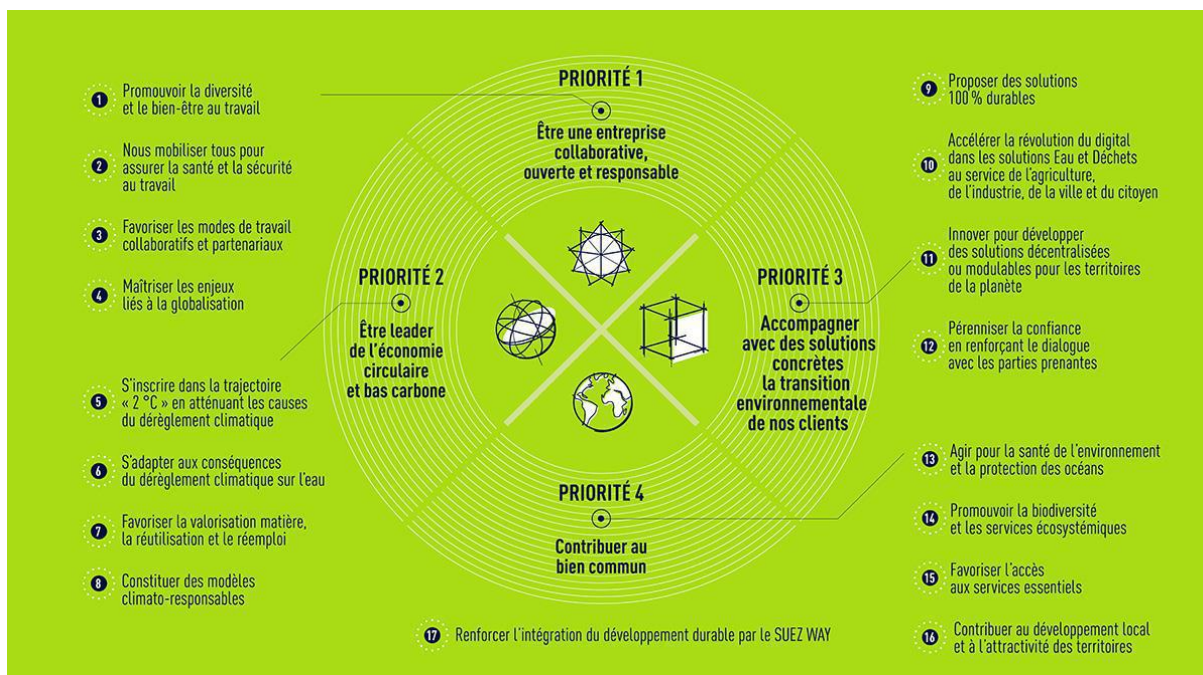 PRIORITÉ 1
Être une entreprise
collaborative,
ouverte et responsable
1 Promouvoir la diversité
et le bien-être au travail
2 Nous mobiliser tous pour
assurer la santé et la sécurité
au travail
3 Favoriser les modes de travail
collaboratifs et partenariaux
4 Maîtriser les enjeux
liés à la globalisation
PRIORITÉ 2
Être leader
de l'économie
circulaire
et bas carbone
5 S'inscrire dans la trajectoire
« 2 °C » en atténuant les causes
du dérèglement climatique
6 S'adapter aux conséquences
du dérèglement climatique sur l'eau
7 Favoriser la valorisation matière,
la réutilisation et le réemploi
8 Constituer des modèles
climato-responsables
PRIORITÉ 3
Accompagner
avec des solutions
concrètes
la transition
environnementale
de nos clients
9 Proposer des solutions
100 % durables
10 Accélérer la révolution du digital
dans les solutions Eau et Déchets
au service de l'agriculture,
de l'industrie, de la ville et du citoyen
11 Innover pour développer
des solutions décentralisées
ou modulables pour les territoires
de la planète
12 Pérenniser la confiance
en renforçant le dialogue
avec les parties prenantes
PRIORITÉ 4
Contribuer au
bien commun
13 Agir pour la santé de l'environnement
et la protection des océans
14 Promouvoir la biodiversité
et les services écosystémiques
15 Favoriser l'accès
aux services essentiels
16 Contribuer au développement local
et à l'attractivité des territoires
17 Renforcer l'intégration du développement durable par le SUEZ WAY